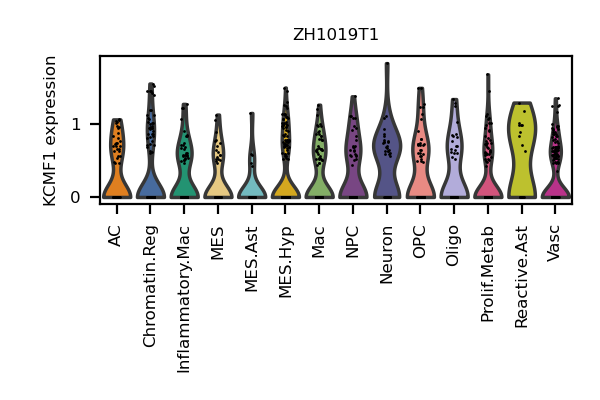 ZH1019T1
KCMF1 expression
1
0
AC
Chromatin.Reg
Inflammatory.Mac
MES
MES.Ast
MES.Hyp
Mac
NPC
Neuron
OPC
Oligo
Prolif.Metab
Reactive.Ast
Vasc